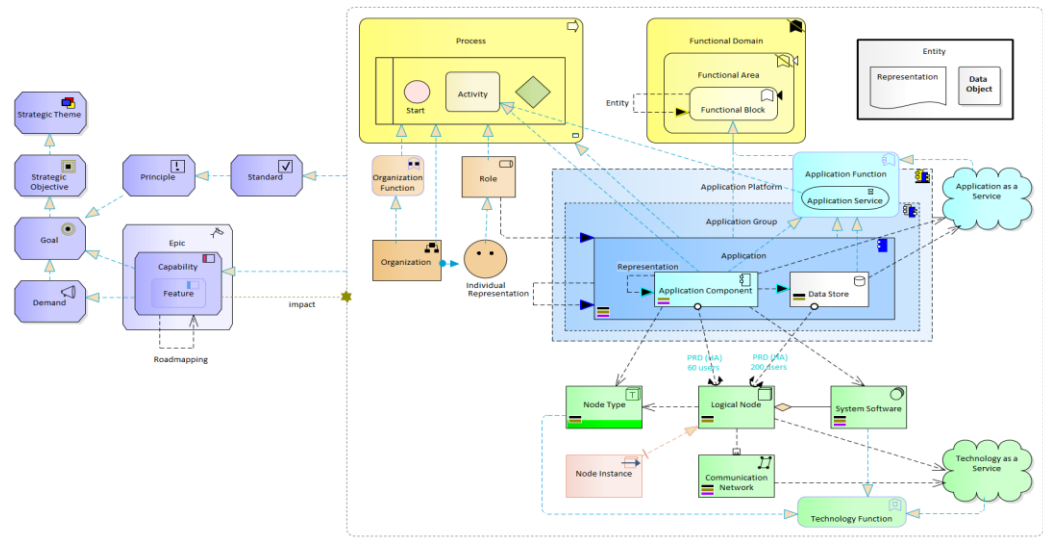 Process
Start
Activity
Functional Domain
Functional Area
Functional Block
Entity
Entity
Representation
Data
Object
Strategic Theme
Strategic
Objective
Principle
Standard
Goal
Demand
Epic
Capability
Feature
Roadmapping
impact
Organization
Function
Role
Organization
Individual
Representation
Application Platform
Application Function
Application Service
Application as a
Service
Application Group
Application
Representation
Application Component
Data Store
PRD (HA)
60 users
PRD (HA)
200 users
Node Type
T
Logical Node
System Software
Node Instance
Communication
Network
Technology as a
Service
Technology Function